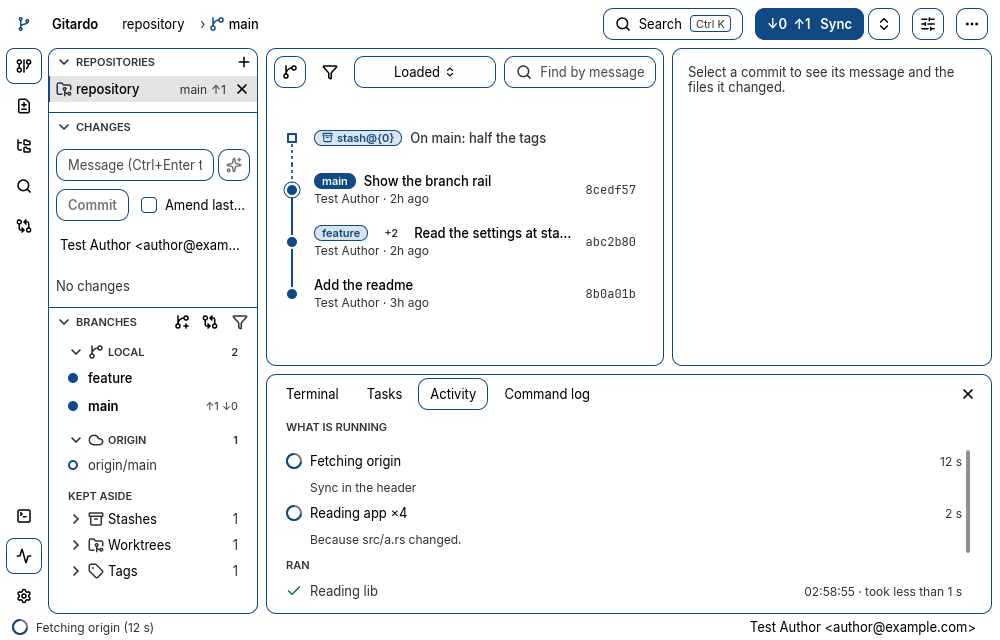 Gitardo repository › main Search Ctrl K ↓0 ↑1 Sync
REPOSITORIES
repository main ↑1
CHANGES
Message (Ctrl+Enter t
Commit Amend last...
Test Author <author@exam...
No changes
BRANCHES
LOCAL 2
feature
main ↑1 ↓0
ORIGIN 1
origin/main
KEPT ASIDE
Stashes 1
Worktrees 1
Tags 1
Loaded Find by message
stash@{0} On main: half the tags
main Show the branch rail
Test Author · 2h ago 8cedf57
feature +2 Read the settings at sta...
Test Author · 2h ago abc2b80
Add the readme
Test Author · 3h ago 8b0a01b
Select a commit to see its message and the
files it changed.
Terminal Tasks Activity Command log
WHAT IS RUNNING
Fetching origin 12 s
Sync in the header
Reading app ×4 2 s
Because src/a.rs changed.
RAN
Reading lib 02:58:55 · took less than 1 s
Fetching origin (12 s) Test Author <author@example.com>